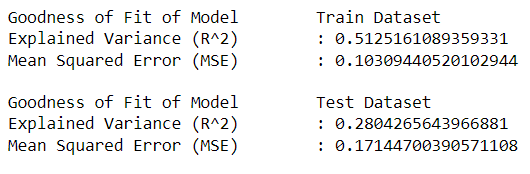 Goodness of Fit of Model Train Dataset
Explained Variance (R^2) : 0.5125161089359331
Mean Squared Error (MSE) : 0.10309440520102944
Goodness of Fit of Model Test Dataset
Explained Variance (R^2) : 0.2804265643966881
Mean Squared Error (MSE) : 0.17144700390571108